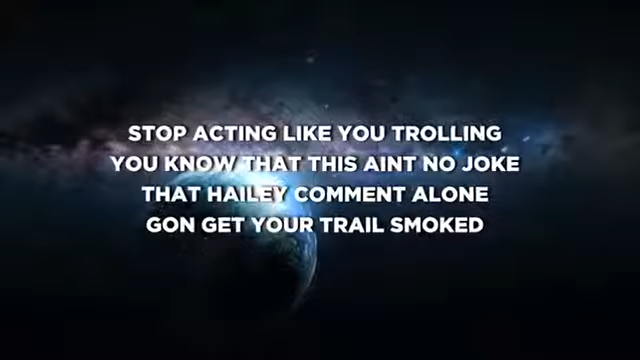 STOP ACTING LIKE YOU TROLLING
YOU KNOW THAT THIS AINT NO JOKE
THAT HAILEY COMMENT ALONE
GON GET YOUR TRAIL SMOKED